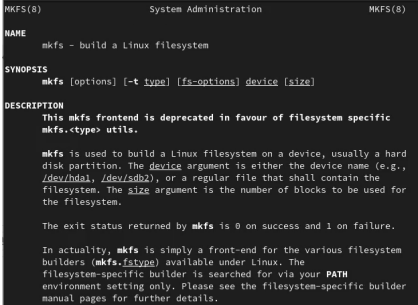 MKFS(8) System Administration MKFS(8)
NAME
mkfs - build a Linux filesystem
SYNOPSIS
mkfs [options] [-t type] [fs-options] device [size]
DESCRIPTION
This mkfs frontend is deprecated in favour of filesystem specific
mkfs.<type> utils.
mkfs is used to build a Linux filesystem on a device, usually a hard
disk partition. The device argument is either the device name (e.g.,
/dev/hda1, /dev/sdb2), or a regular file that shall contain the
filesystem. The size argument is the number of blocks to be used for
the filesystem.
The exit status returned by mkfs is 0 on success and 1 on failure.
In actuality, mkfs is simply a front-end for the various filesystem
builders (mkfs.fstype) available under Linux. The
filesystem-specific builder is searched for via your PATH
environment setting only. Please see the filesystem-specific builder
manual pages for further details.